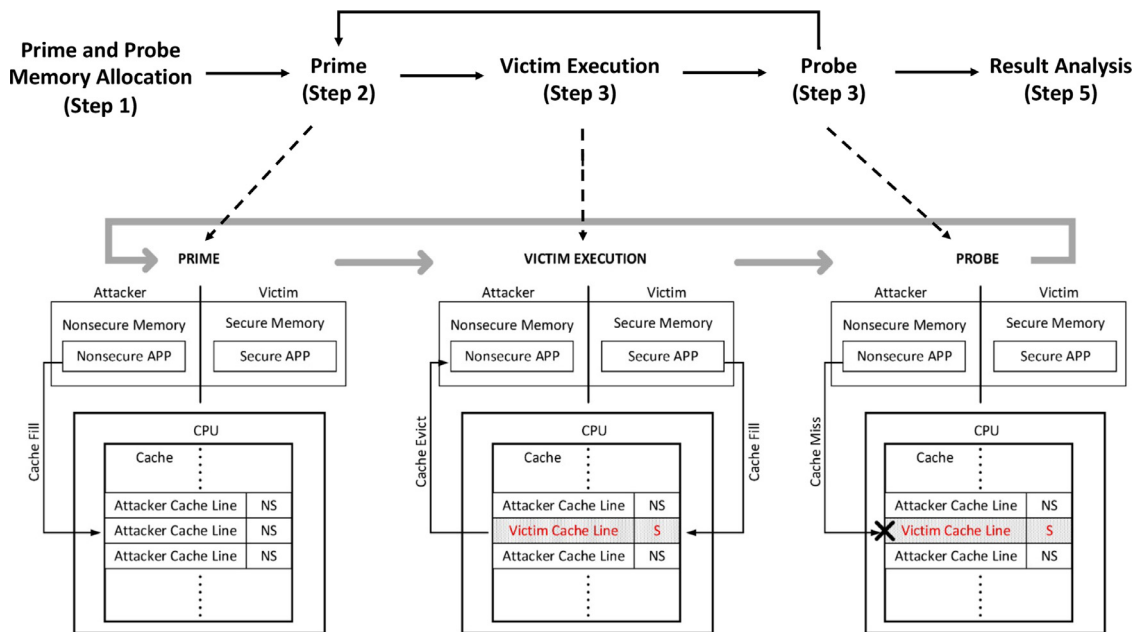 Prime and Probe
Memory Allocation
(Step 1)
Prime
(Step 2)
Victim Execution
(Step 3)
Probe
(Step 3)
Result Analysis
(Step 5)
PRIME
Attacker
Victim
Nonsecure Memory
Secure Memory
Nonsecure APP
Secure APP
Cache Fill
CPU
Cache
Attacker Cache Line NS
Attacker Cache Line NS
Attacker Cache Line NS
VICTIM EXECUTION
Attacker
Victim
Nonsecure Memory
Secure Memory
Nonsecure APP
Secure APP
Cache Evict
Cache Fill
CPU
Cache
Attacker Cache Line NS
Victim Cache Line S
Attacker Cache Line NS
PROBE
Attacker
Victim
Nonsecure Memory
Secure Memory
Nonsecure APP
Secure APP
Cache Miss
CPU
Cache
Attacker Cache Line NS
Victim Cache Line S
Attacker Cache Line NS